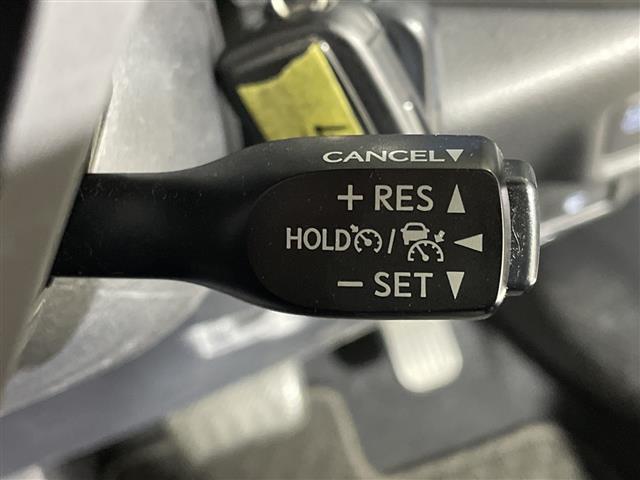 CANCEL▼
+ RES ▲
HOLD / ◀
− SET ▼